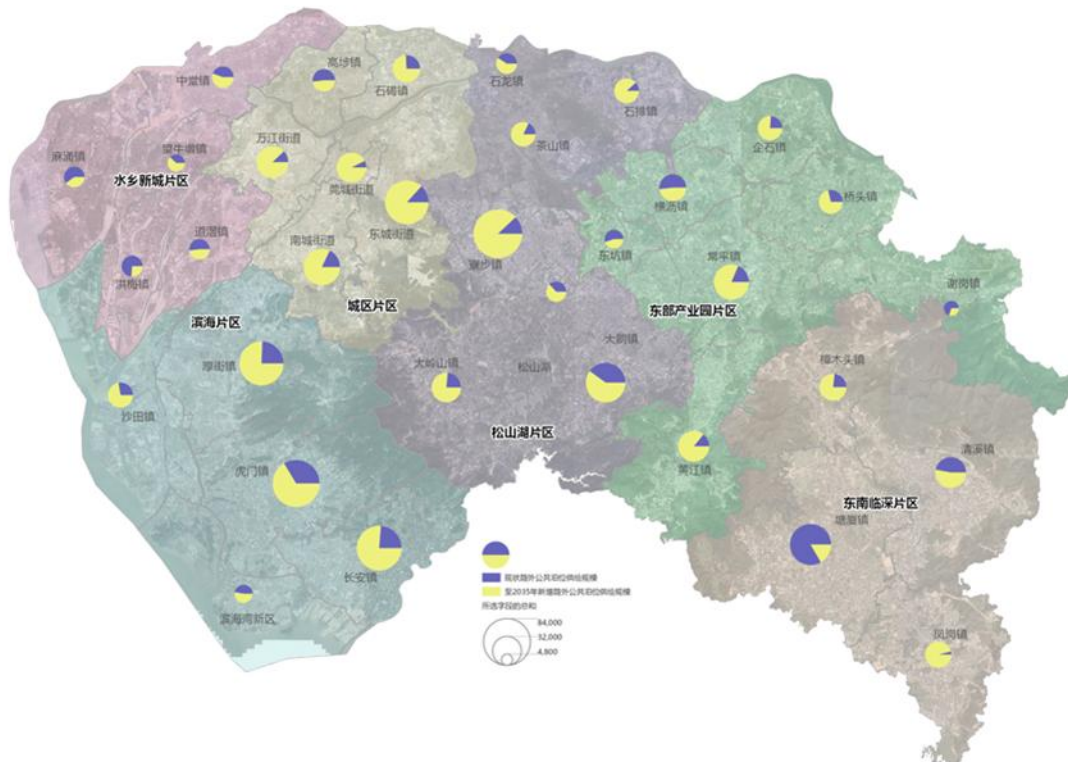 高埗镇
石龙镇
中堂镇
石碣镇
石排镇
万江街道
茶山镇
企石镇
麻涌镇
望牛墩镇
水乡新城片区
莞城街道
横沥镇
桥头镇
道滘镇
南城街道
东城街道
寮步镇
东坑镇
常平镇
洪梅镇
谢岗镇
滨海片区
城区片区
东部产业园片区
厚街镇
大岭山镇
松山湖
大朗镇
樟木头镇
沙田镇
松山湖片区
黄江镇
清溪镇
虎门镇
东南临深片区
塘厦镇
长安镇
滨海湾新区
现状路外公共泊位供给规模
至2035年新增路外公共泊位供给规模
所选字段的总和
84,000
32,000
4,800
凤岗镇